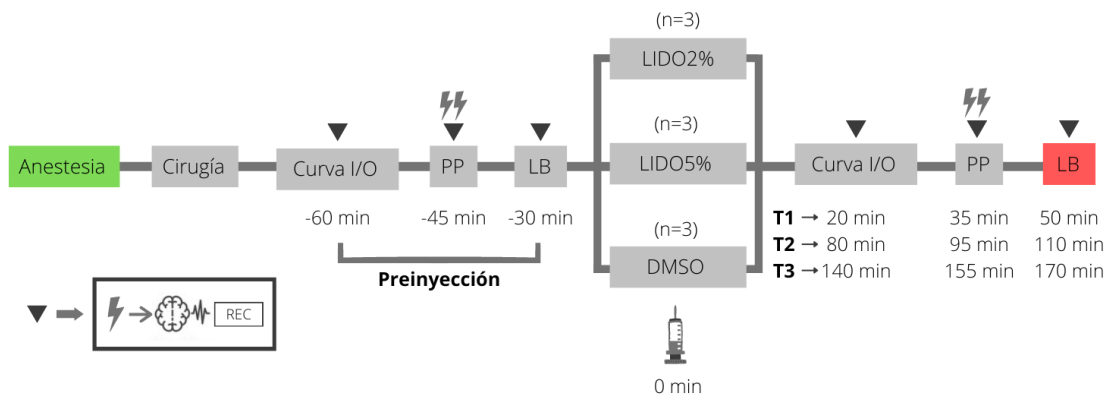 (n=3)
LIDO2%
(n=3)
Anestesia Cirugía Curva I/O PP LB LIDO5% Curva I/O PP LB
-60 min -45 min -30 min T1 → 20 min 35 min 50 min
(n=3) T2 → 80 min 95 min 110 min
Preinyección DMSO T3 → 140 min 155 min 170 min
REC
0 min